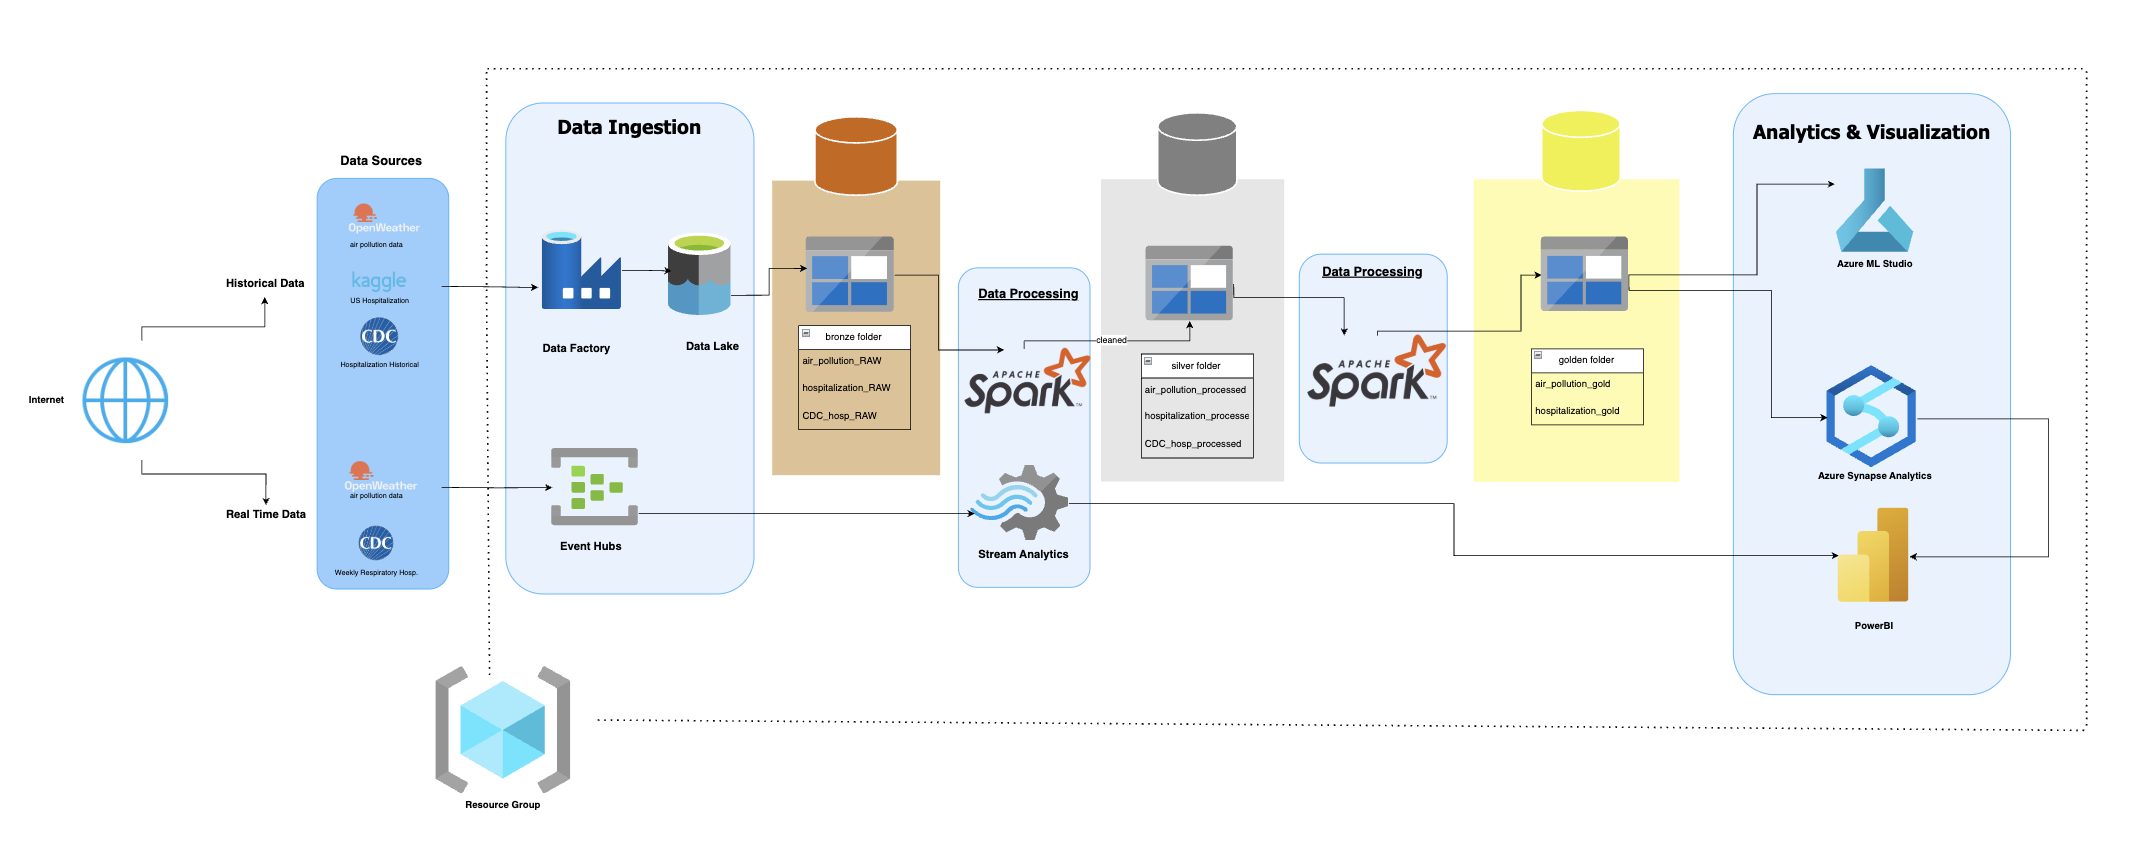 Internet
Historical Data
Real Time Data
Data Sources
OpenWeather
air pollution data
kaggle
US Hospitalization
CDC
Hospitalization Historical
OpenWeather
air pollution data
CDC
Weekly Respiratory Hosp.
Data Ingestion
Data Factory
Data Lake
Event Hubs
bronze folder
air_pollution_RAW
hospitalization_RAW
CDC_hosp_RAW
Data Processing
APACHE
Spark™
Stream Analytics
cleaned
silver folder
air_pollution_processed
hospitalization_processe
CDC_hosp_processed
Data Processing
APACHE
Spark™
golden folder
air_pollution_gold
hospitalization_gold
Analytics & Visualization
Azure ML Studio
Azure Synapse Analytics
PowerBI
Resource Group